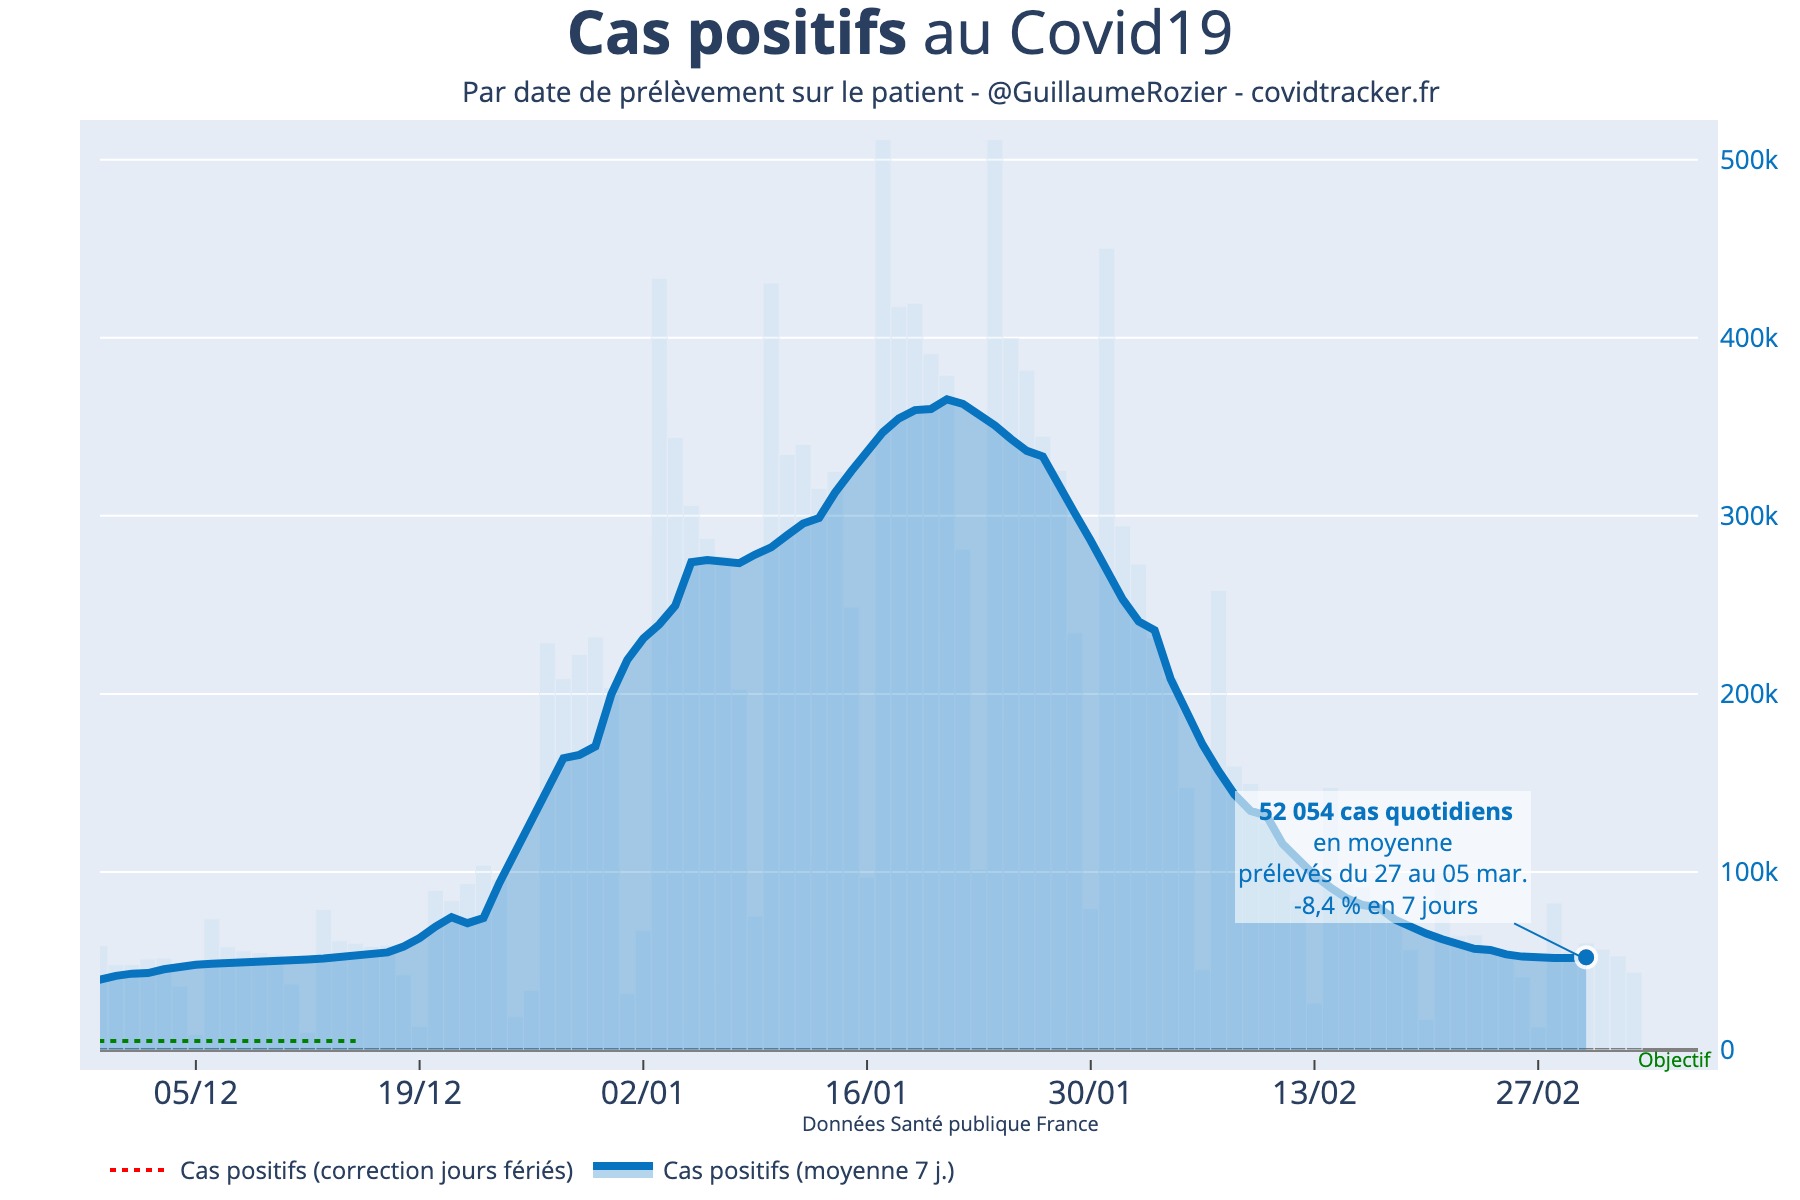 Cas positifs au Covid19
Par date de prélèvement sur le patient - @GuillaumeRozier - covidtracker.fr
500k
400k
300k
200k
100k
0
52 054 cas quotidiens
en moyenne
prélevés du 27 au 05 mar.
-8,4 % en 7 jours
Objectif
05/12 19/12 02/01 16/01 30/01 13/02 27/02
Données Santé publique France
Cas positifs (correction jours fériés) Cas positifs (moyenne 7 j.)